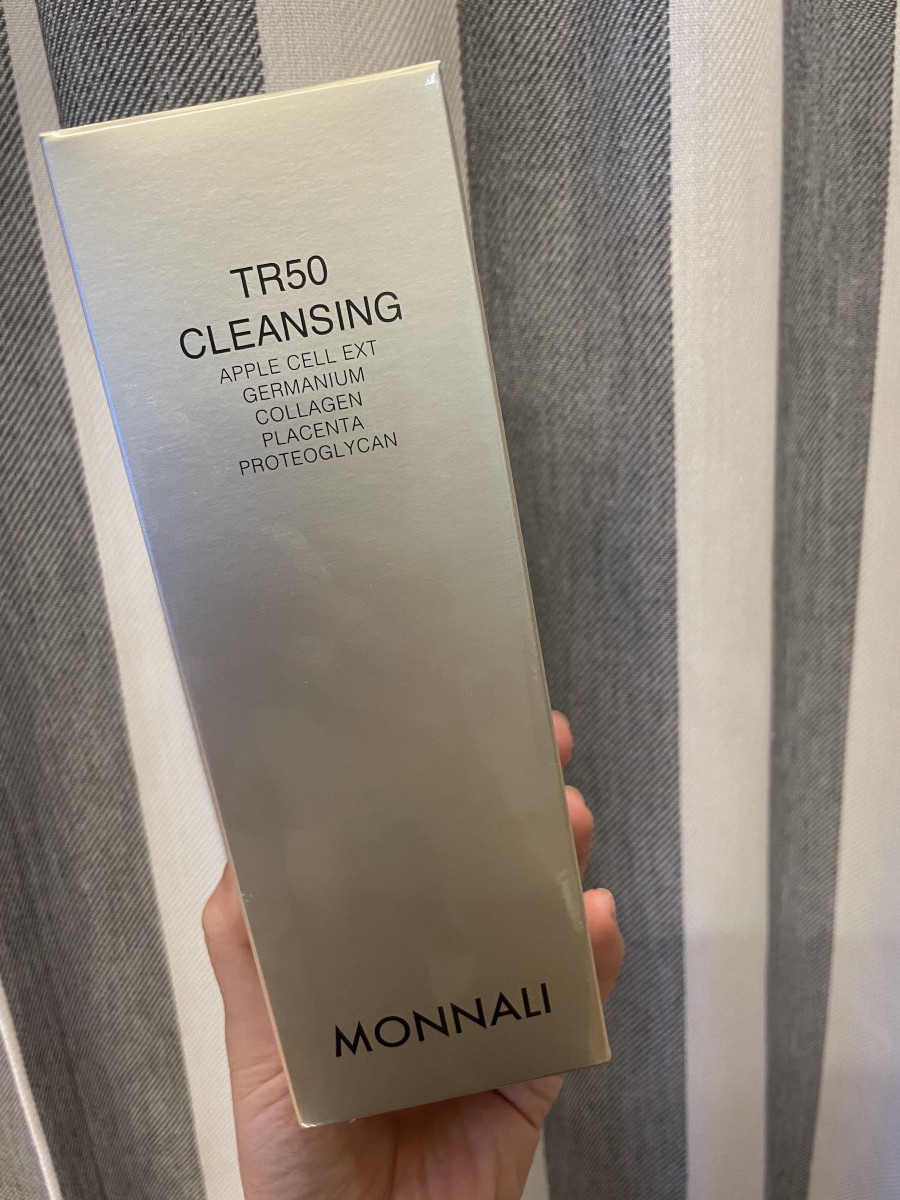 TR50
CLEANSING
APPLE CELL EXT
GERMANIUM
COLLAGEN
PLACENTA
PROTEOGLYCAN
MONNALI